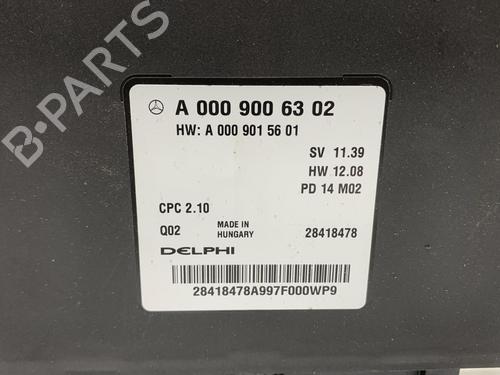 A 000 900 63 02
HW: A 000 901 56 01
SV 11.39
HW 12.08
PD 14 M02
CPC 2.10
Q02
MADE IN
HUNGARY
28418478
DELPHI
28418478A997F000WP9
B-PARTS